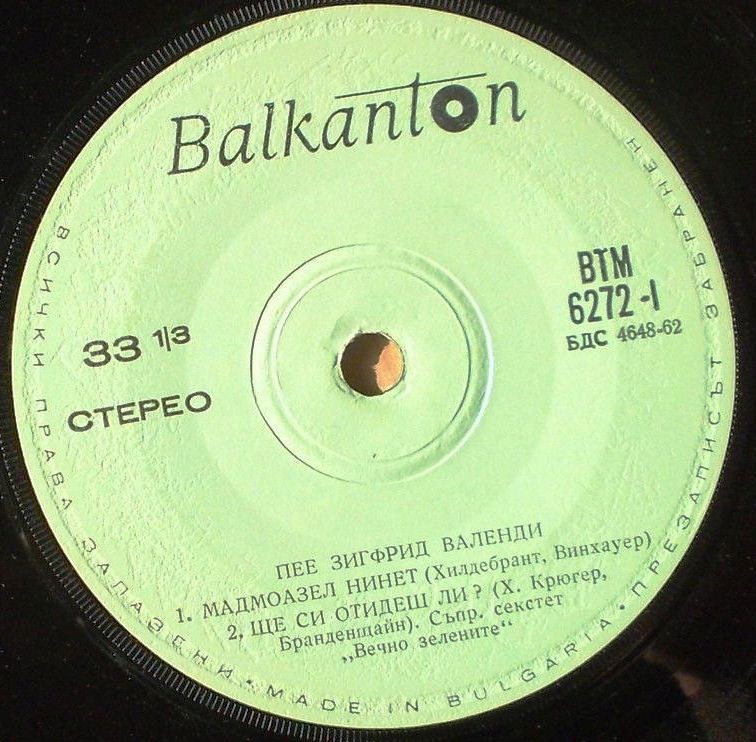 Balkanton
ВТМ
6272-I
БДС 4648-62
33 1/3
СТЕРЕО
ПЕЕ ЗИГФРИД ВАЛЕНДИ
1. МАДМОАЗЕЛ НИНЕТ (Хилдебрант, Винхауер)
2, ЩЕ СИ ОТИДЕШ ЛИ? (Х. Крюгер,
Бранденщайн). Съпр. секстет
„Вечно зелените“
ВСИЧКИ ПРАВА ЗАПАЗЕНИ • MADE IN BULGARIA • ПРЕЗАПИСЪТ ЗАБРАНЕН